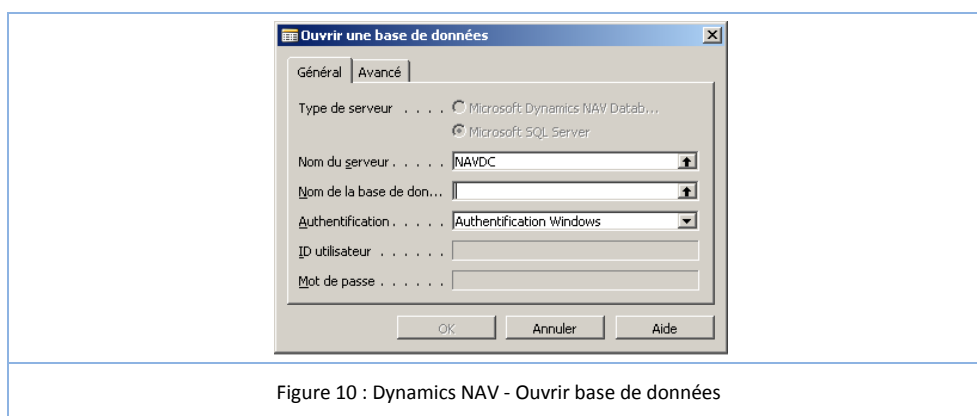 Ouvrir une base de données
Général Avancé
Type de serveur . . . . Microsoft Dynamics NAV Datab...
Microsoft SQL Server
Nom du serveur . . . . . NAVDC
Nom de la base de don...
Authentification . . . . . Authentification Windows
ID utilisateur . . . . . .
Mot de passe . . . . . .
OK Annuler Aide
Figure 10 : Dynamics NAV - Ouvrir base de données